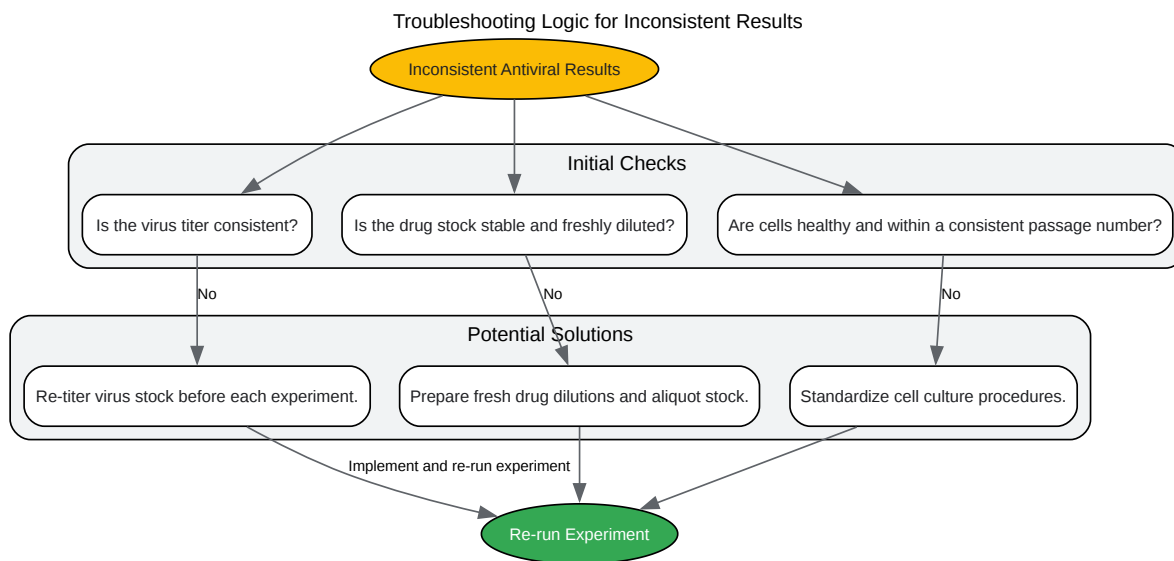 Troubleshooting Logic for Inconsistent Results
Inconsistent Antiviral Results
Initial Checks
Is the virus titer consistent?
Is the drug stock stable and freshly diluted?
Are cells healthy and within a consistent passage number?
No
No
No
Potential Solutions
Re-titer virus stock before each experiment.
Prepare fresh drug dilutions and aliquot stock.
Standardize cell culture procedures.
Implement and re-run experiment
Re-run Experiment